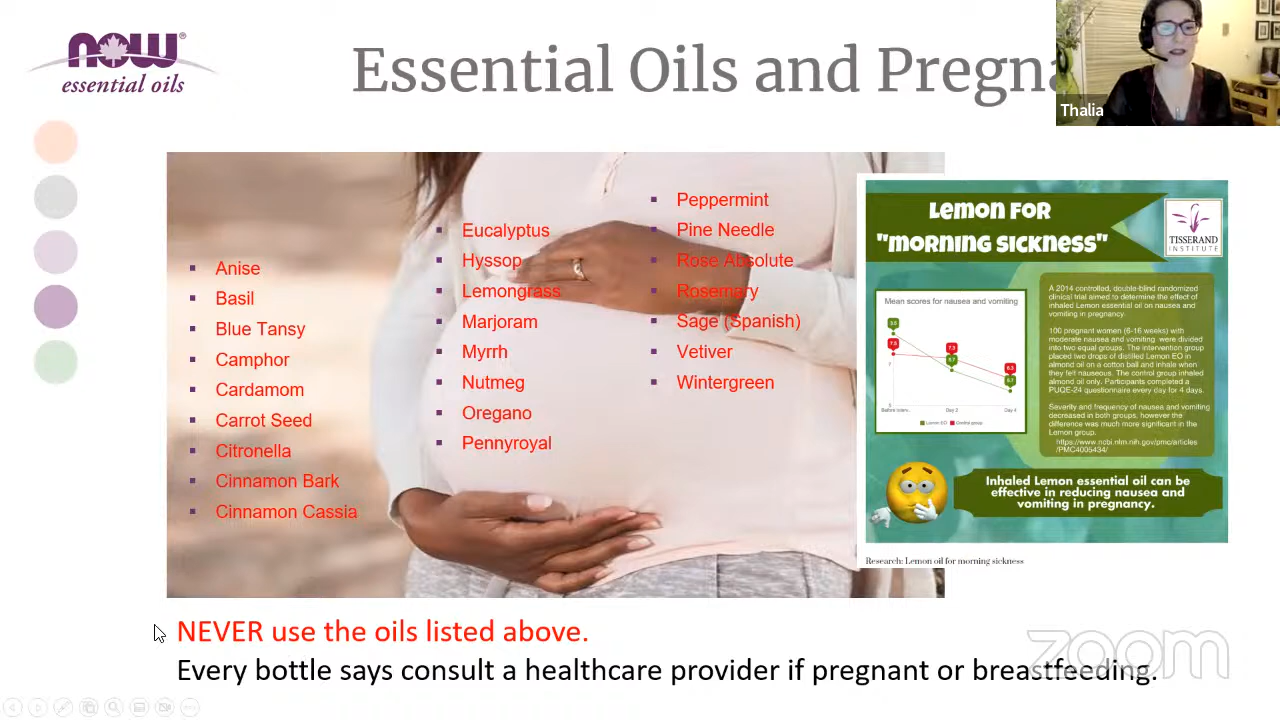 now®
essential oils
Essential Oils and Pregna
Thalia
Anise
Basil
Blue Tansy
Camphor
Cardamom
Carrot Seed
Citronella
Cinnamon Bark
Cinnamon Cassia
Eucalyptus
Hyssop
Lemongrass
Marjoram
Myrrh
Nutmeg
Oregano
Pennyroyal
Peppermint
Pine Needle
Rose Absolute
Rosemary
Sage (Spanish)
Vetiver
Wintergreen
Lemon for
"morning sickness"
TISSERAND
INSTITUTE
Mean scores for nausea and vomiting
Day 2
Day 4
Lemon EO
Control group
A 2014 controlled, double-blind randomized
clinical trial aimed to determine the effect of
inhaled Lemon essential oil on nausea and
vomiting in pregnancy.
100 pregnant women (6-16 weeks) with
moderate nausea and vomiting were divided
into two equal groups. The intervention group
placed two drops of distilled Lemon EO in
almond oil on a cotton ball and inhale when
they felt nauseous. The control group inhaled
almond oil only. Participants completed a
PUQE-24 questionnaire every day for 4 days.
Severity and frequency of nausea and vomiting
decreased in both groups, however the
difference was much more significant in the
Lemon group.
https://www.ncbi.nlm.nih.gov/pmc/articles
/PMC4005434/
Inhaled Lemon essential oil can be
effective in reducing nausea and
vomiting in pregnancy.
Research: Lemon oil for morning sickness
NEVER use the oils listed above.
Every bottle says consult a healthcare provider if pregnant or breastfeeding.
zoom